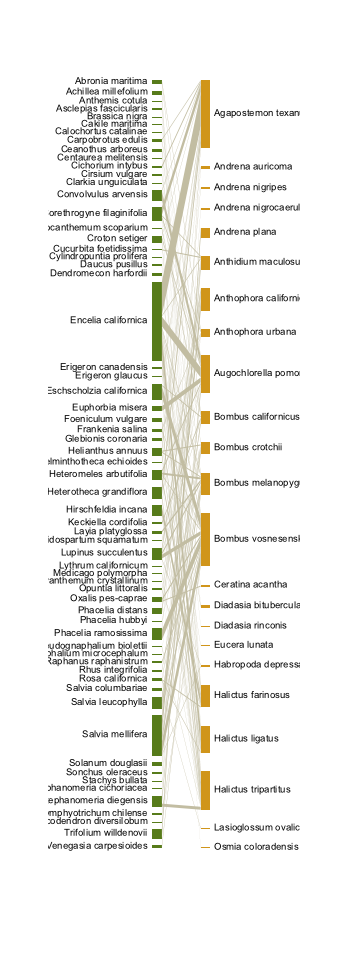 Abronia maritima
Achillea millefolium
Anthemis cotula
Asclepias fascicularis
Brassica nigra
Cakile maritima
Calochortus catalinae
Carpobrotus edulis
Ceanothus arboreus
Centaurea melitensis
Cichorium intybus
Cirsium vulgare
Clarkia unguiculata
Convolvulus arvensis
orethrogyne filaginifolia
ocanthemum scoparium
Croton setiger
Cucurbita foetidissima
Cylindropuntia prolifera
Daucus pusillus
Dendromecon harfordii
Encelia californica
Erigeron canadensis
Erigeron glaucus
Eschscholzia californica
Euphorbia misera
Foeniculum vulgare
Frankenia salina
Glebionis coronaria
Helianthus annuus
elminthotheca echioides
Heteromeles arbutifolia
Heterotheca grandiflora
Hirschfeldia incana
Keckiella cordifolia
Layia platyglossa
idospartum squamatum
Lupinus succulentus
Lythrum californicum
Medicago polymorpha
ranthemum crystallinum
Opuntia littoralis
Oxalis pes-caprae
Phacelia distans
Phacelia hubbyi
Phacelia ramosissima
udognaphalium biolettii
phalium microcephalum
Raphanus raphanistrum
Rhus integrifolia
Rosa californica
Salvia columbariae
Salvia leucophylla
Salvia mellifera
Solanum douglasii
Sonchus oleraceus
Stachys bullata
phanomeria cichoriacea
ephanomeria diegensis
mphyotrichum chilense
codendron diversilobum
Trifolium willdenovii
Venegasia carpesioides
Agapostemon texanu
Andrena auricoma
Andrena nigripes
Andrena nigrocaerul
Andrena plana
Anthidium maculosu
Anthophora californi
Anthophora urbana
Augochlorella pomo
Bombus californicus
Bombus crotchii
Bombus melanopyg
Bombus vosnesensk
Ceratina acantha
Diadasia bitubercula
Diadasia rinconis
Eucera lunata
Habropoda depress
Halictus farinosus
Halictus ligatus
Halictus tripartitus
Lasioglossum ovalic
Osmia coloradensis